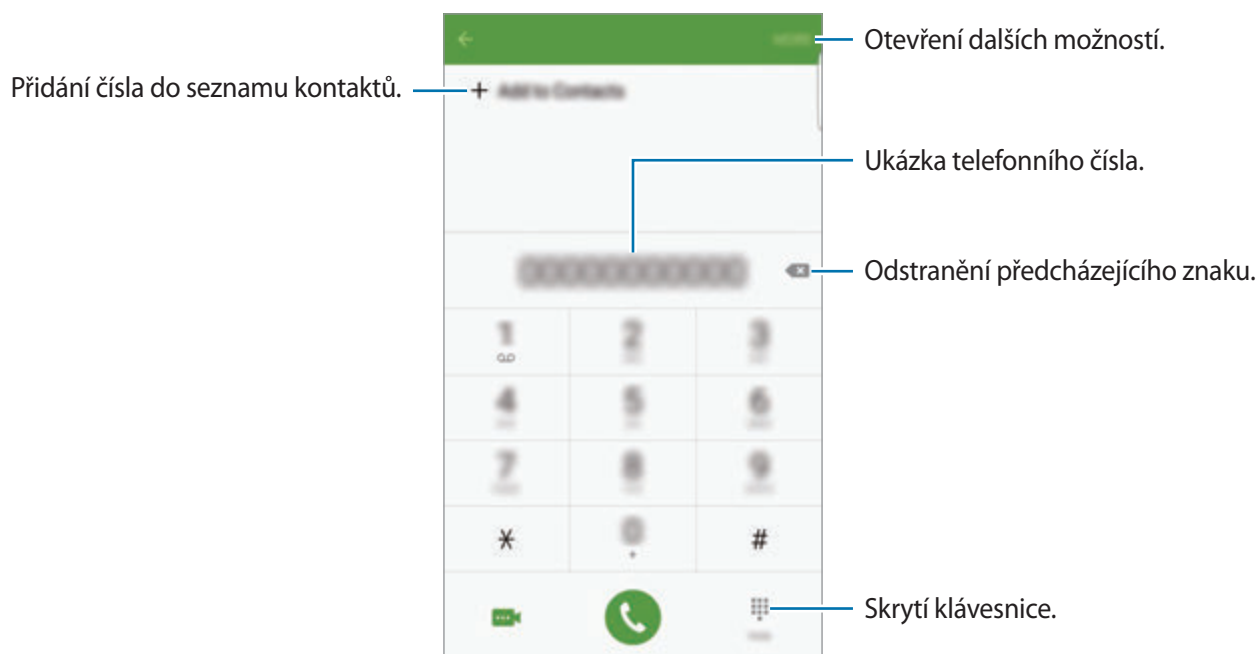 Otevření dalších možností.
Přidání čísla do seznamu kontaktů.
+ Add to Contacts
Ukázka telefonního čísla.
Odstranění předcházejícího znaku.
1 2 3
4 5 6
7 8 9
* 0 #
+
Skrytí klávesnice.